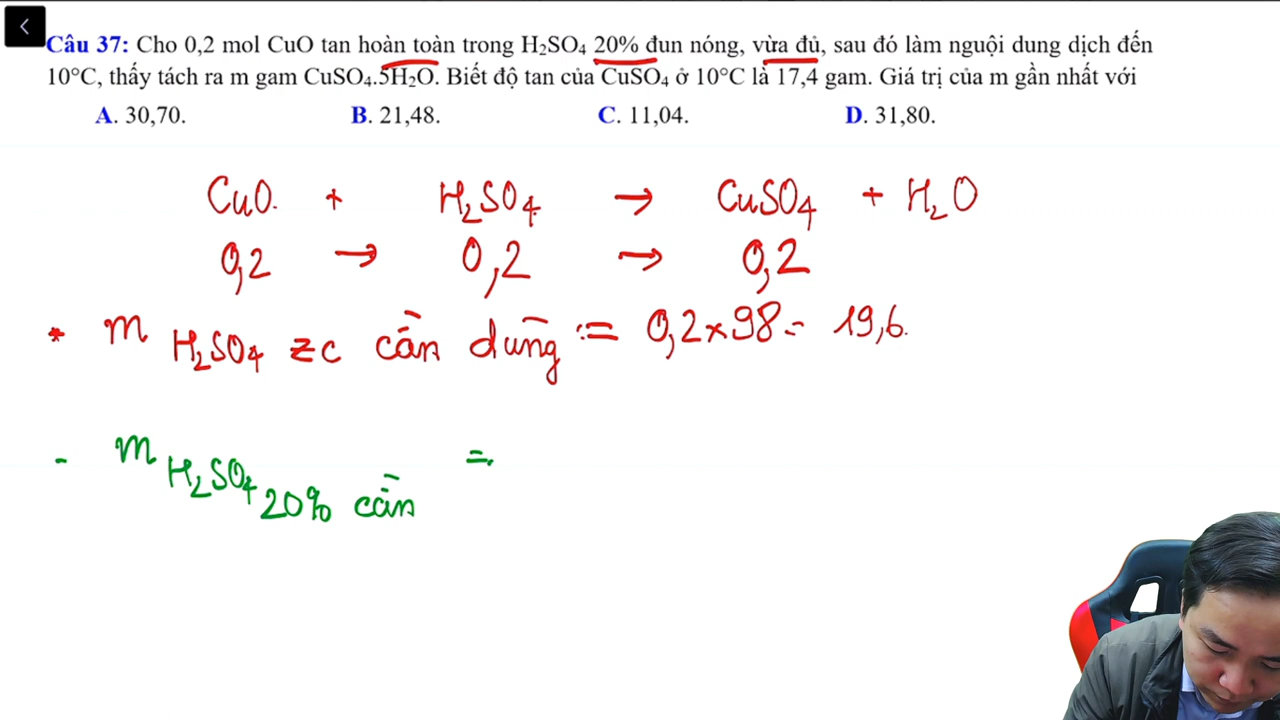 Câu 37: Cho 0,2 mol CuO tan hoàn toàn trong H₂SO₄ 20% đun nóng, vừa đủ, sau đó làm nguội dung dịch đến
10°C, thấy tách ra m gam CuSO₄.5H₂O. Biết độ tan của CuSO₄ ở 10°C là 17,4 gam. Giá trị của m gần nhất với
A. 30,70. B. 21,48. C. 11,04. D. 31,80.
CuO + H₂SO₄ → CuSO₄ + H₂O
0,2 → 0,2 → 0,2
* m H₂SO₄ zc cần dùng := 0,2×98= 19,6.
- m H₂SO₄ 20% cần =